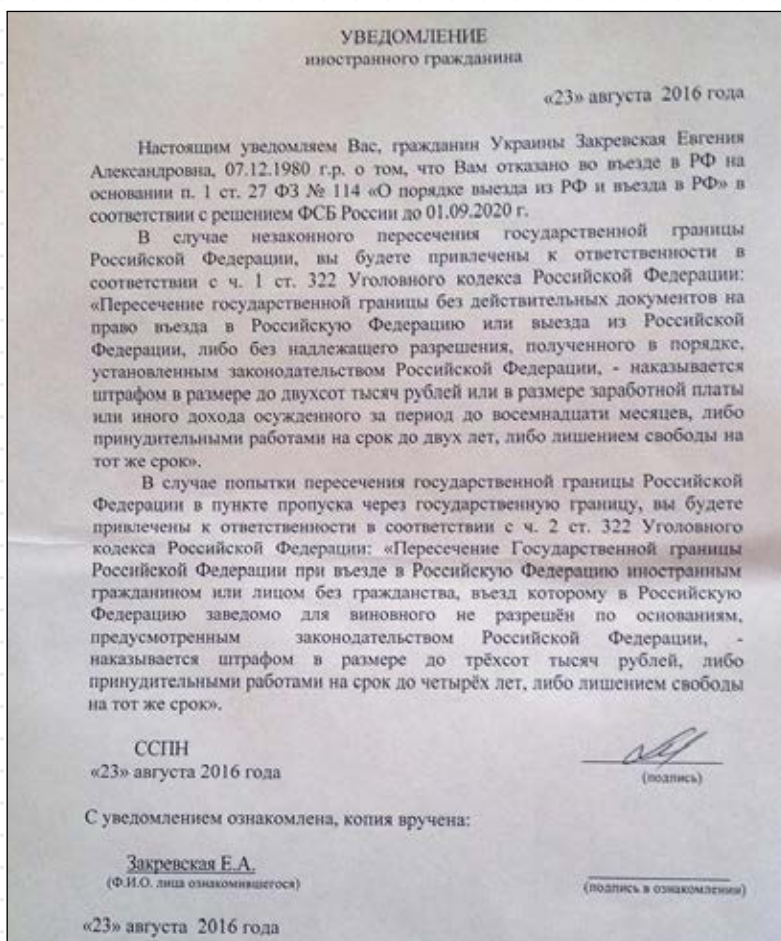 УВЕДОМЛЕНИЕ
иностранного гражданина
«23» августа 2016 года
Настоящим уведомляем Вас, гражданин Украины Закревская Евгения
Александровна, 07.12.1980 г.р. о том, что Вам отказано во въезде в РФ на
основании п. 1 ст. 27 ФЗ № 114 «О порядке выезда из РФ и въезда в РФ» в
соответствии с решением ФСБ России до 01.09.2020 г.
В случае незаконного пересечения государственной границы
Российской Федерации, вы будете привлечены к ответственности в
соответствии с ч. 1 ст. 322 Уголовного кодекса Российской Федерации:
«Пересечение государственной границы без действительных документов на
право въезда в Российскую Федерацию или выезда из Российской
Федерации, либо без надлежащего разрешения, полученного в порядке,
установленным законодательством Российской Федерации, - наказывается
штрафом в размере до двухсот тысяч рублей или в размере заработной платы
или иного дохода осужденного за период до восемнадцати месяцев, либо
принудительными работами на срок до двух лет, либо лишением свободы на
тот же срок».
В случае попытки пересечения государственной границы Российской
Федерации в пункте пропуска через государственную границу, вы будете
привлечены к ответственности в соответствии с ч. 2 ст. 322 Уголовного
кодекса Российской Федерации: «Пересечение Государственной границы
Российской Федерации при въезде в Российскую Федерацию иностранным
гражданином или лицом без гражданства, въезд которому в Российскую
Федерацию заведомо для виновного не разрешён по основаниям,
предусмотренным законодательством Российской Федерации, -
наказывается штрафом в размере до трёхсот тысяч рублей, либо
принудительными работами на срок до четырёх лет, либо лишением свободы
на тот же срок».
ССПН
«23» августа 2016 года
(подпись)
С уведомлением ознакомлена, копия вручена:
Закревская Е.А.
(Ф.И.О. лица ознакомившегося)
(подпись в ознакомлении)
«23» августа 2016 года